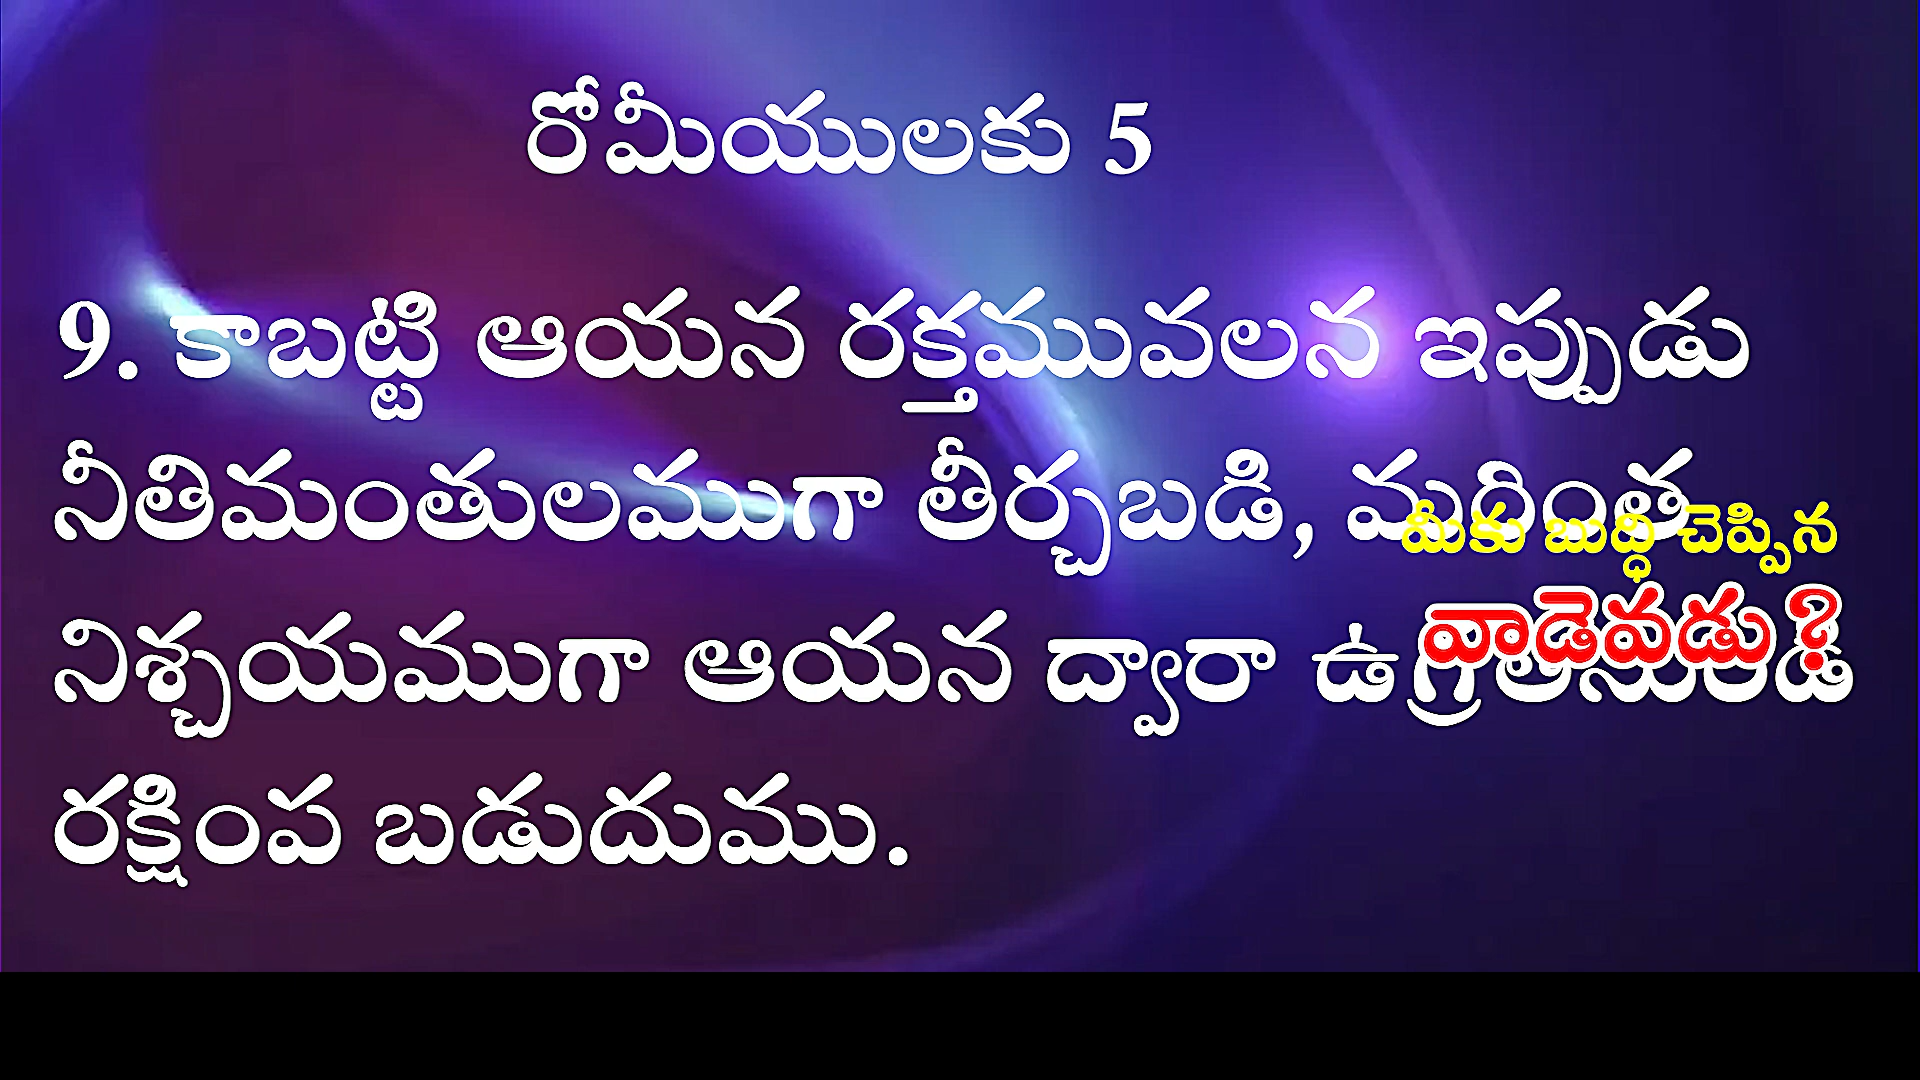 రోమీయులకు 5
9. కాబట్టి ఆయన రక్తమువలన ఇప్పుడు
నీతిమంతులముగా తీర్చబడి, మరింత
మీకు బుద్ధి చెప్పిన
వాడెవడు?
నిశ్చయముగా ఆయన ద్వారా ఉగ్రతనుండి
రక్షింప బడుదుము.